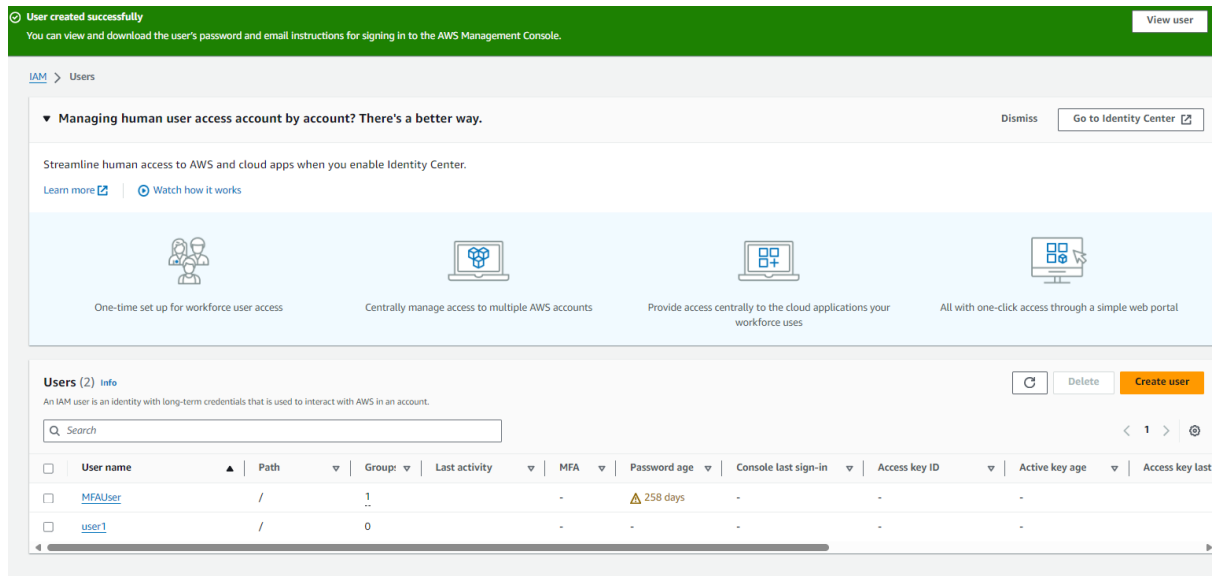 User created successfully
View user
You can view and download the user's password and email instructions for signing in to the AWS Management Console.
IAM > Users
Managing human user access account by account? There's a better way.
Dismiss
Go to Identity Center
Streamline human access to AWS and cloud apps when you enable Identity Center.
Learn more
Watch how it works
One-time set up for workforce user access
Centrally manage access to multiple AWS accounts
Provide access centrally to the cloud applications your
workforce uses
All with one-click access through a simple web portal
Users (2) Info
Delete
Create user
An IAM user is an identity with long-term credentials that is used to interact with AWS in an account.
Search
1
User name Path Group: Last activity MFA Password age Console last sign-in Access key ID Active key age Access key last
MFAUser / 1 - 258 days - - -
user1 / 0 - - - - -